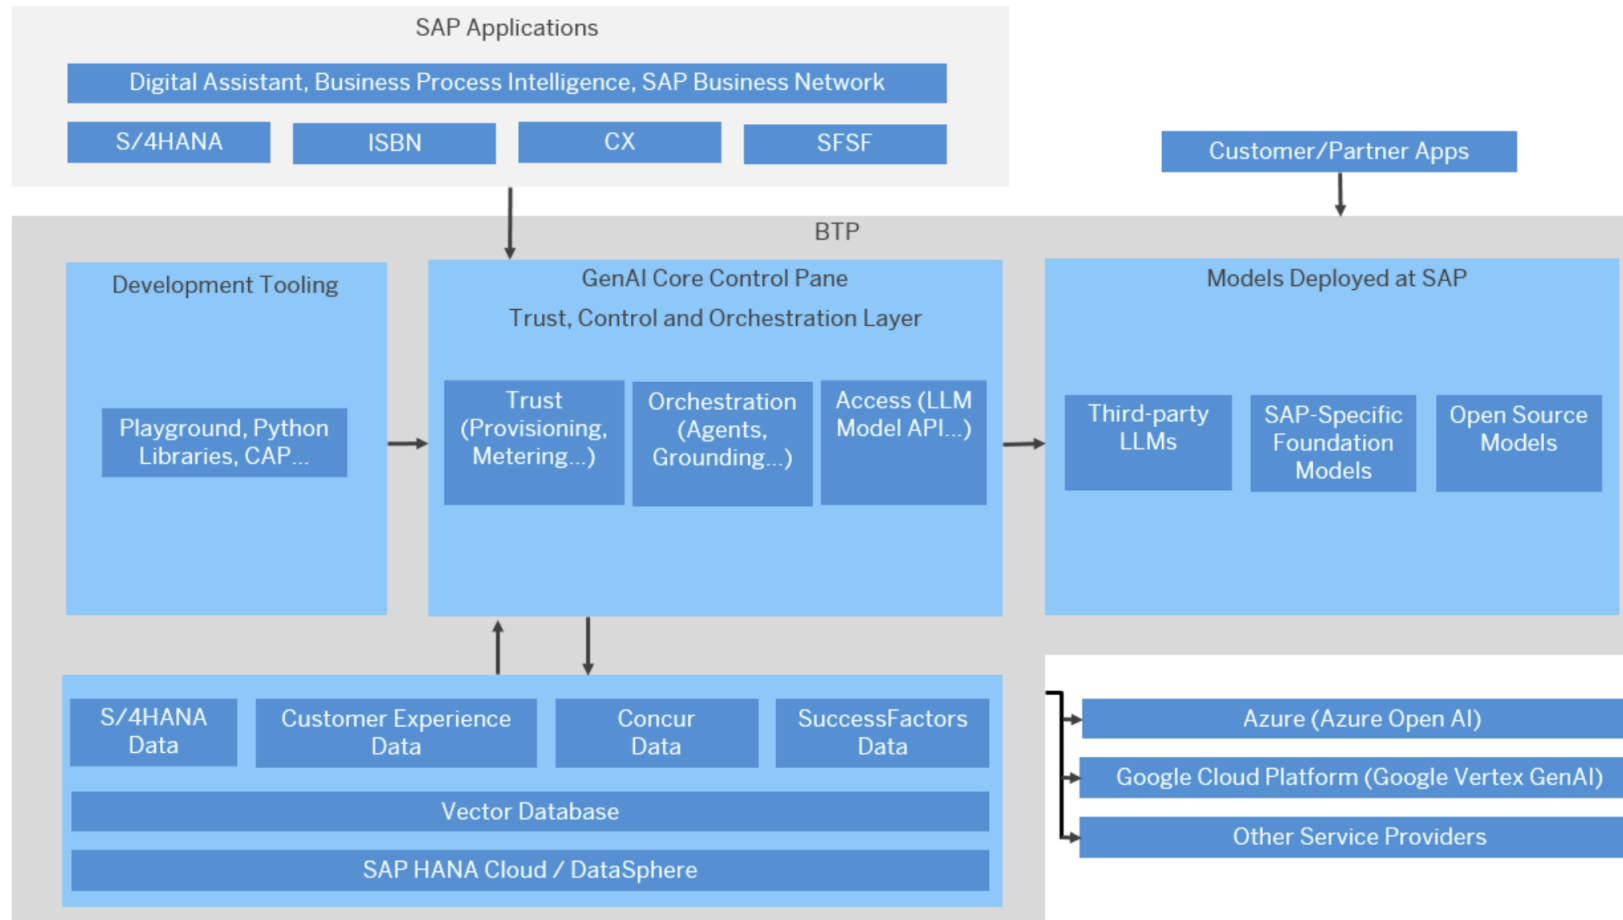 SAP Applications
Digital Assistant, Business Process Intelligence, SAP Business Network
S/4HANA
ISBN
CX
SFSF
Customer/Partner Apps
BTP
Development Tooling
Playground, Python
Libraries, CAP...
GenAI Core Control Pane
Trust, Control and Orchestration Layer
Trust
(Provisioning,
Metering...)
Orchestration
(Agents,
Grounding...)
Access (LLM
Model API...)
Models Deployed at SAP
Third-party
LLMs
SAP-Specific
Foundation
Models
Open Source
Models
S/4HANA
Data
Customer Experience
Data
Concur
Data
SuccessFactors
Data
Vector Database
SAP HANA Cloud / DataSphere
Azure (Azure Open AI)
Google Cloud Platform (Google Vertex GenAI)
Other Service Providers